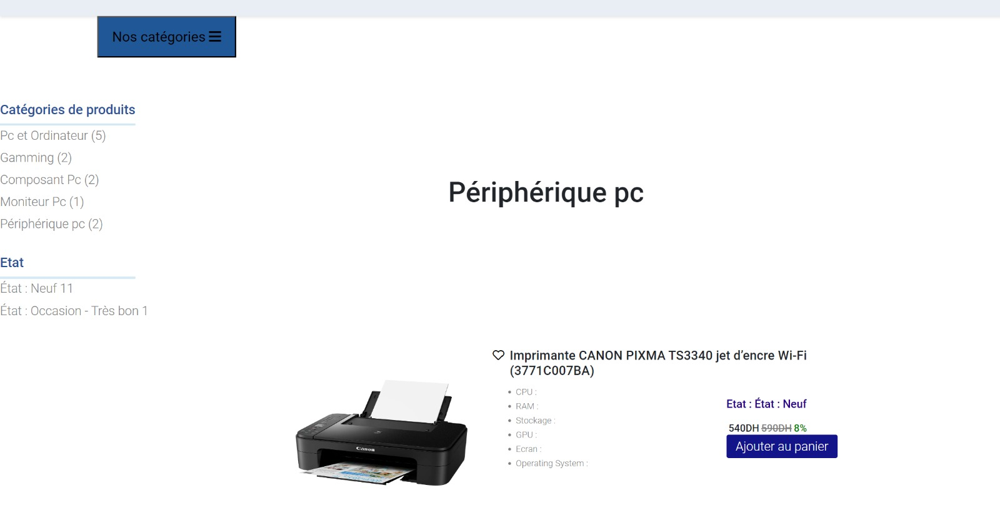 Nos catégories
Catégories de produits
Pc et Ordinateur (5)
Gamming (2)
Composant Pc (2)
Moniteur Pc (1)
Périphérique pc (2)
Etat
État : Neuf 11
État : Occasion - Très bon 1
Périphérique pc
Imprimante CANON PIXMA TS3340 jet d’encre Wi-Fi
(3771C007BA)
• CPU :
• RAM :
• Stockage :
• GPU :
• Ecran :
• Operating System :
Etat : État : Neuf
540DH 590DH 8%
Ajouter au panier
Canon